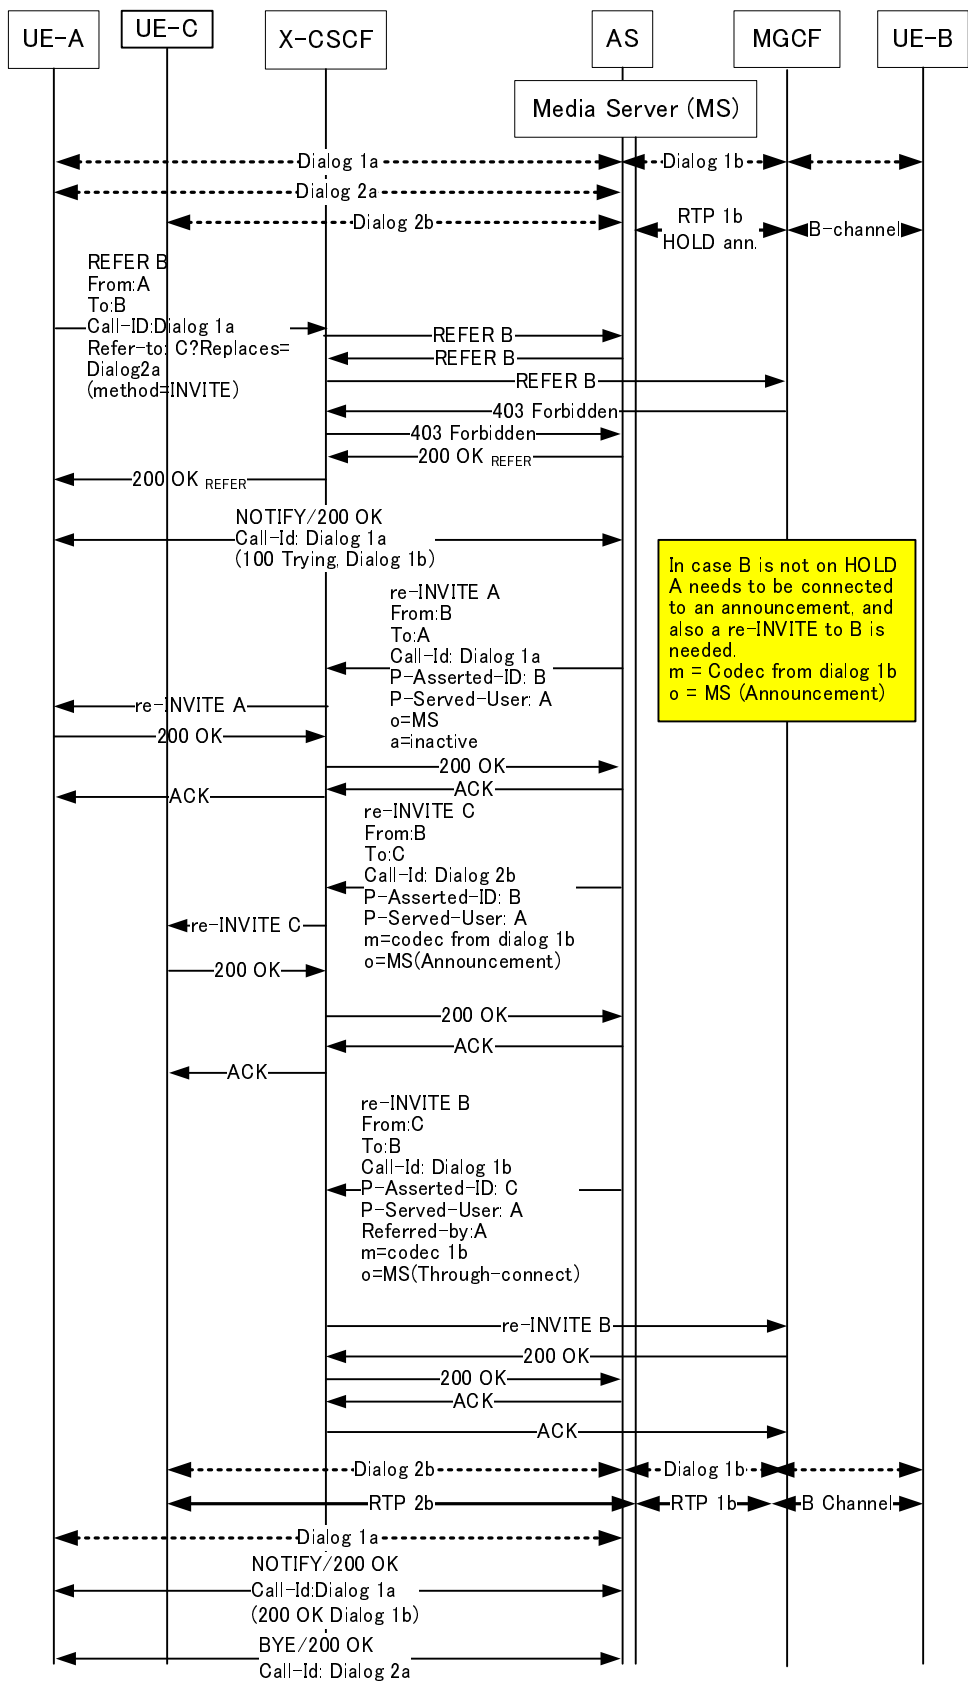 UE-A
UE-C
X-CSCF
AS
MGCF
UE-B
Media Server (MS)
Dialog 1a
Dialog 1b
Dialog 2a
Dialog 2b
RTP 1b
HOLD ann.
B-channel
REFER B
From:A
To:B
Call-ID:Dialog 1a
Refer-to: C?Replaces=
Dialog2a
(method=INVITE)
REFER B
REFER B
REFER B
403 Forbidden
403 Forbidden
200 OK REFER
200 OK REFER
NOTIFY/200 OK
Call-Id: Dialog 1a
(100 Trying, Dialog 1b)
In case B is not on HOLD
A needs to be connected
to an announcement, and
also a re-INVITE to B is
needed.
m = Codec from dialog 1b
o = MS (Announcement)
re-INVITE A
From:B
To:A
Call-Id: Dialog 1a
P-Asserted-ID: B
P-Served-User: A
o=MS
a=inactive
re-INVITE A
200 OK
200 OK
ACK
ACK
re-INVITE C
From:B
To:C
Call-Id: Dialog 2b
P-Asserted-ID: B
P-Served-User: A
m=codec from dialog 1b
o=MS(Announcement)
re-INVITE C
200 OK
200 OK
ACK
ACK
re-INVITE B
From:C
To:B
Call-Id: Dialog 1b
P-Asserted-ID: C
P-Served-User: A
Referred-by:A
m=codec 1b
o=MS(Through-connect)
re-INVITE B
200 OK
200 OK
ACK
ACK
Dialog 2b
Dialog 1b
RTP 2b
RTP 1b
B Channel
Dialog 1a
NOTIFY/200 OK
Call-Id:Dialog 1a
(200 OK Dialog 1b)
BYE/200 OK
Call-Id: Dialog 2a